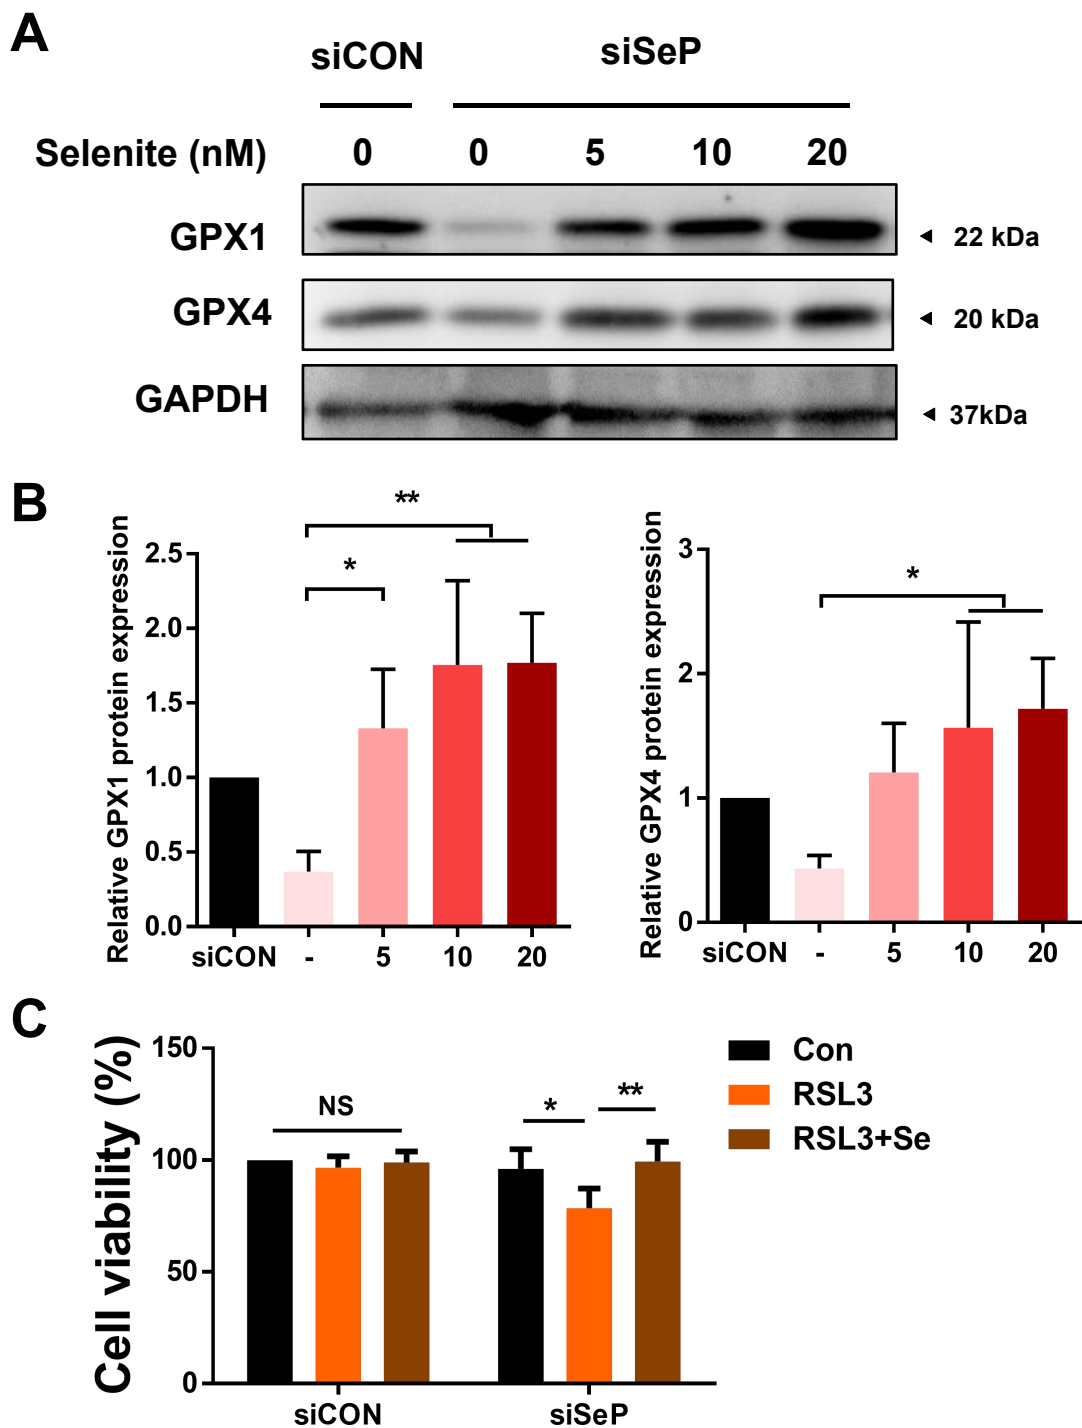 A
siCON siSeP
Selenite (nM) 0 0 5 10 20
GPX1 22 kDa
GPX4 20 kDa
GAPDH 37kDa
B
Relative GPX1 protein expression
2.5
2.0
1.5
1.0
0.5
0.0
** 
*
siCON - 5 10 20
Relative GPX4 protein expression
3
2
1
0
*
siCON - 5 10 20
C
Cell viability (%)
150
100
50
0
NS
* **
siCON siSeP
Con
RSL3
RSL3+Se